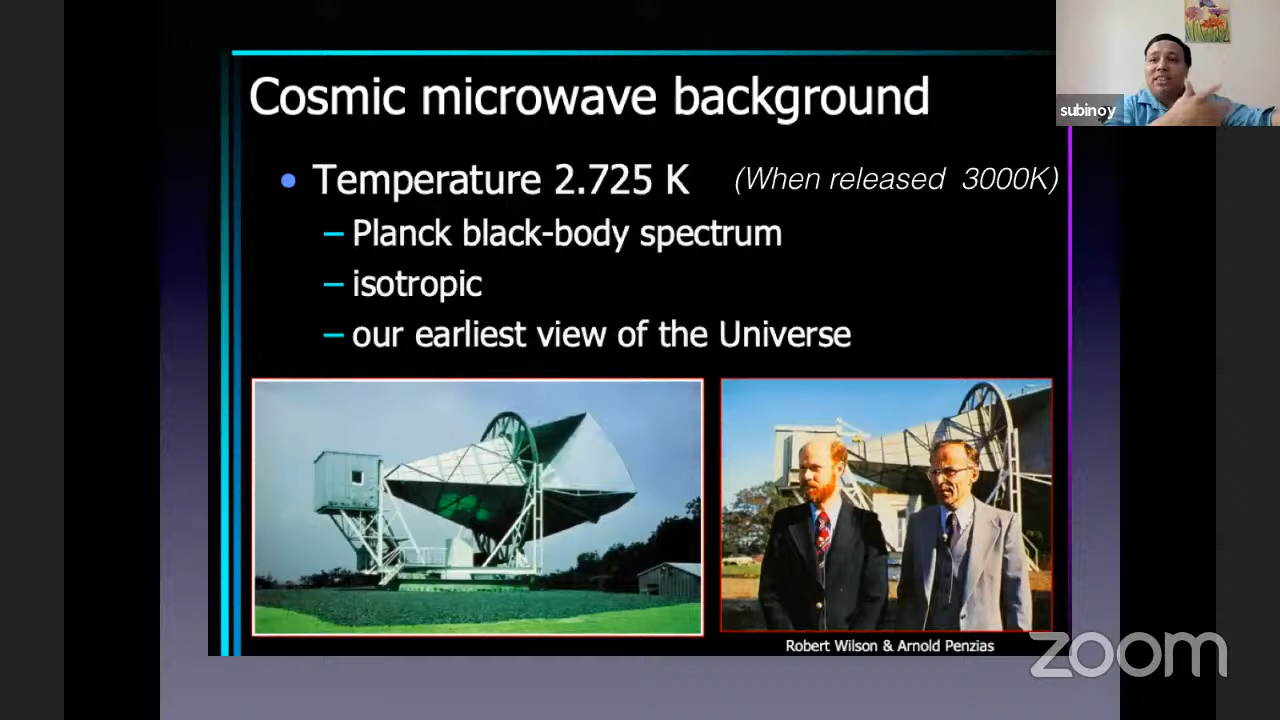 Cosmic microwave background
• Temperature 2.725 K (When released 3000K)
– Planck black-body spectrum
– isotropic
– our earliest view of the Universe
Robert Wilson & Arnold Penzias
subinoy
zoom